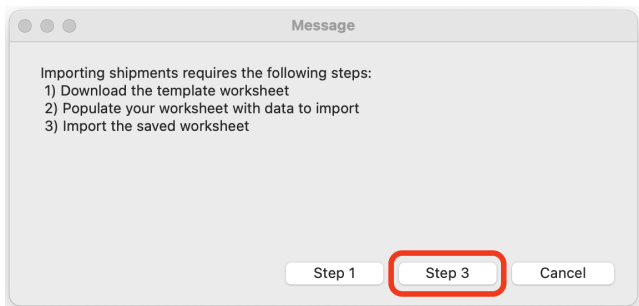 Message
Importing shipments requires the following steps:
1) Download the template worksheet
2) Populate your worksheet with data to import
3) Import the saved worksheet
Step 1 Step 3 Cancel